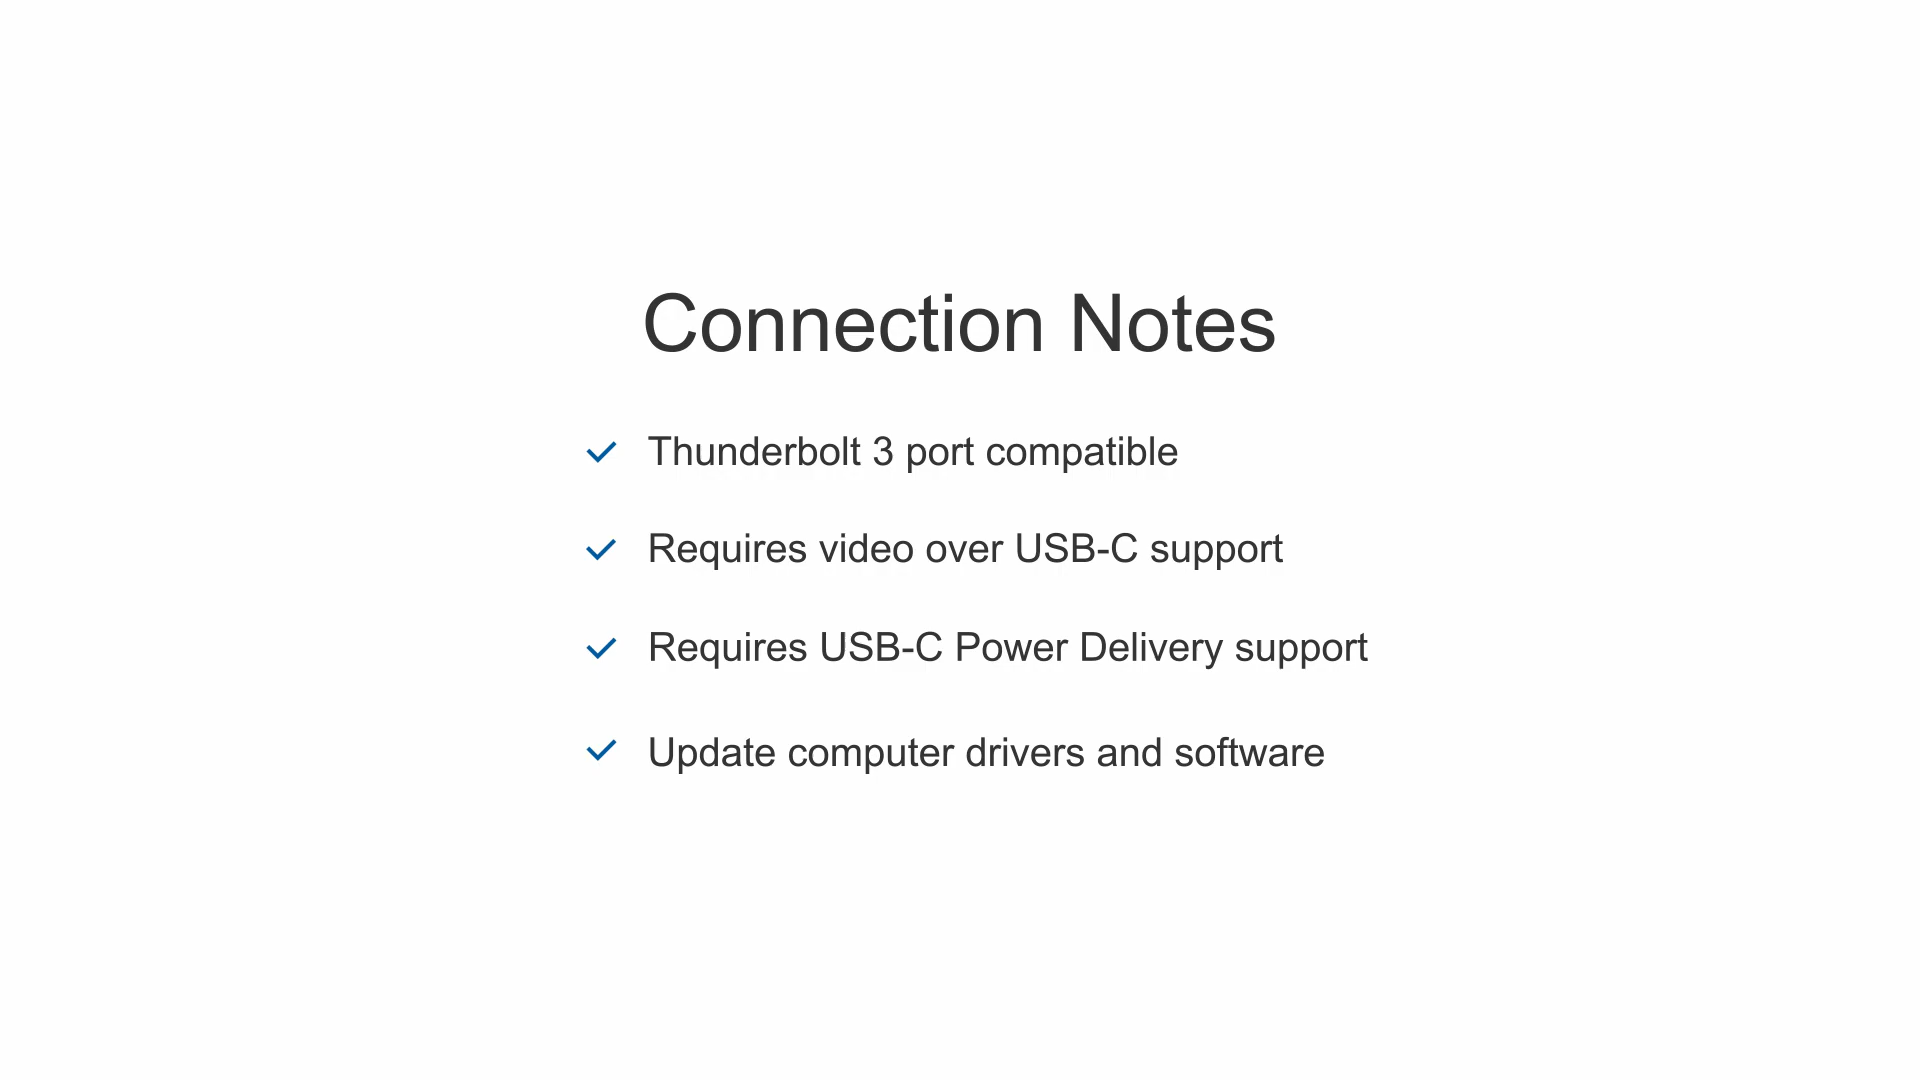 Connection Notes
Thunderbolt 3 port compatible
Requires video over USB-C support
Requires USB-C Power Delivery support
Update computer drivers and software